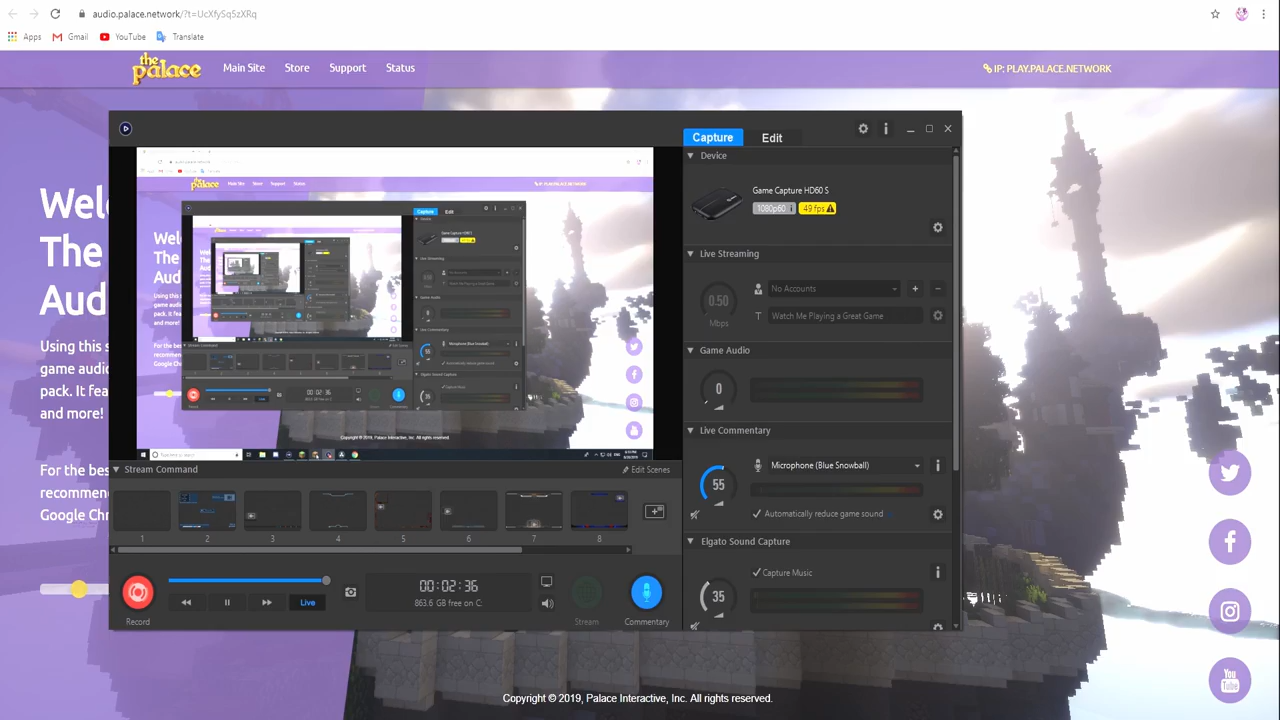 audio.palace.network/?t=UcXfySq5zXRq
Apps
Gmail
YouTube
Translate
the palace
Main Site
Store
Support
Status
IP: PLAY.PALACE.NETWORK
Wel
The
Aud
Using this s
game audio
pack. It fea
and more!
For the bes
recommen
Google Chr
Capture
Edit
Device
Game Capture HD60 S
1080p60
49 fps
Live Streaming
0.50
Mbps
No Accounts
Watch Me Playing a Great Game
Game Audio
0
Live Commentary
55
Microphone (Blue Snowball)
Automatically reduce game sound
Elgato Sound Capture
35
Capture Music
Stream Command
Edit Scenes
1
2
3
4
5
6
7
8
Record
Live
00:02:36
863.6 GB free on C:
Stream
Commentary
You
Tube
Copyright © 2019, Palace Interactive, Inc. All rights reserved.